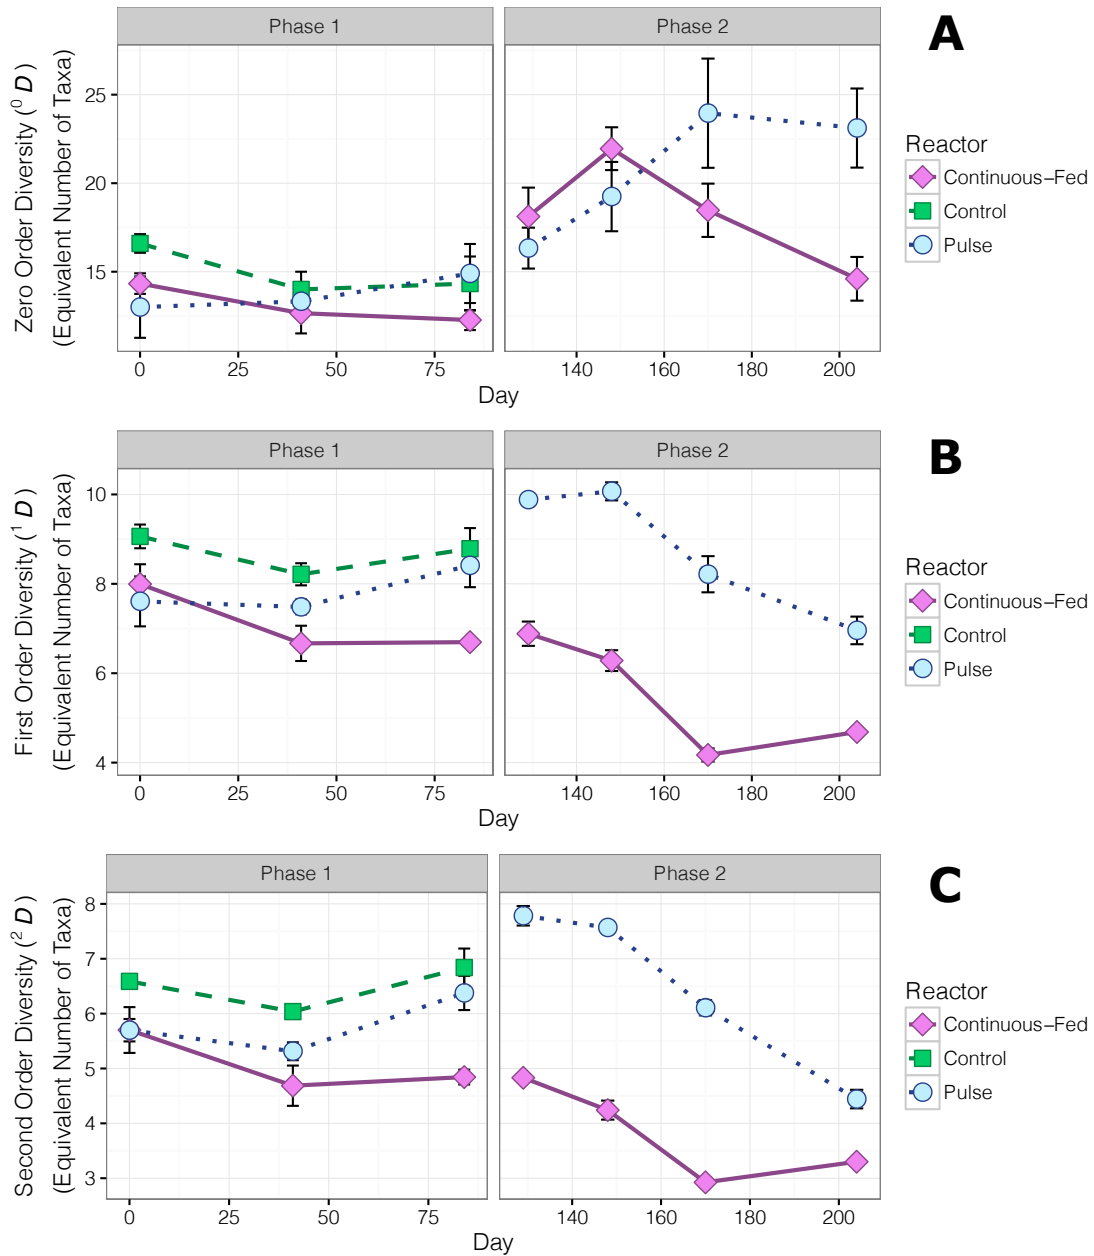 Phase 1
Phase 2
A
Zero Order Diversity (⁰ D)
(Equivalent Number of Taxa)
25
20
15
0
25
50
75
140
160
180
200
Day
Reactor
Continuous–Fed
Control
Pulse
Phase 1
Phase 2
B
First Order Diversity (¹ D)
(Equivalent Number of Taxa)
10
8
6
4
0
25
50
75
140
160
180
200
Day
Reactor
Continuous–Fed
Control
Pulse
Phase 1
Phase 2
C
Second Order Diversity (² D)
(Equivalent Number of Taxa)
8
7
6
5
4
3
0
25
50
75
140
160
180
200
Day
Reactor
Continuous–Fed
Control
Pulse